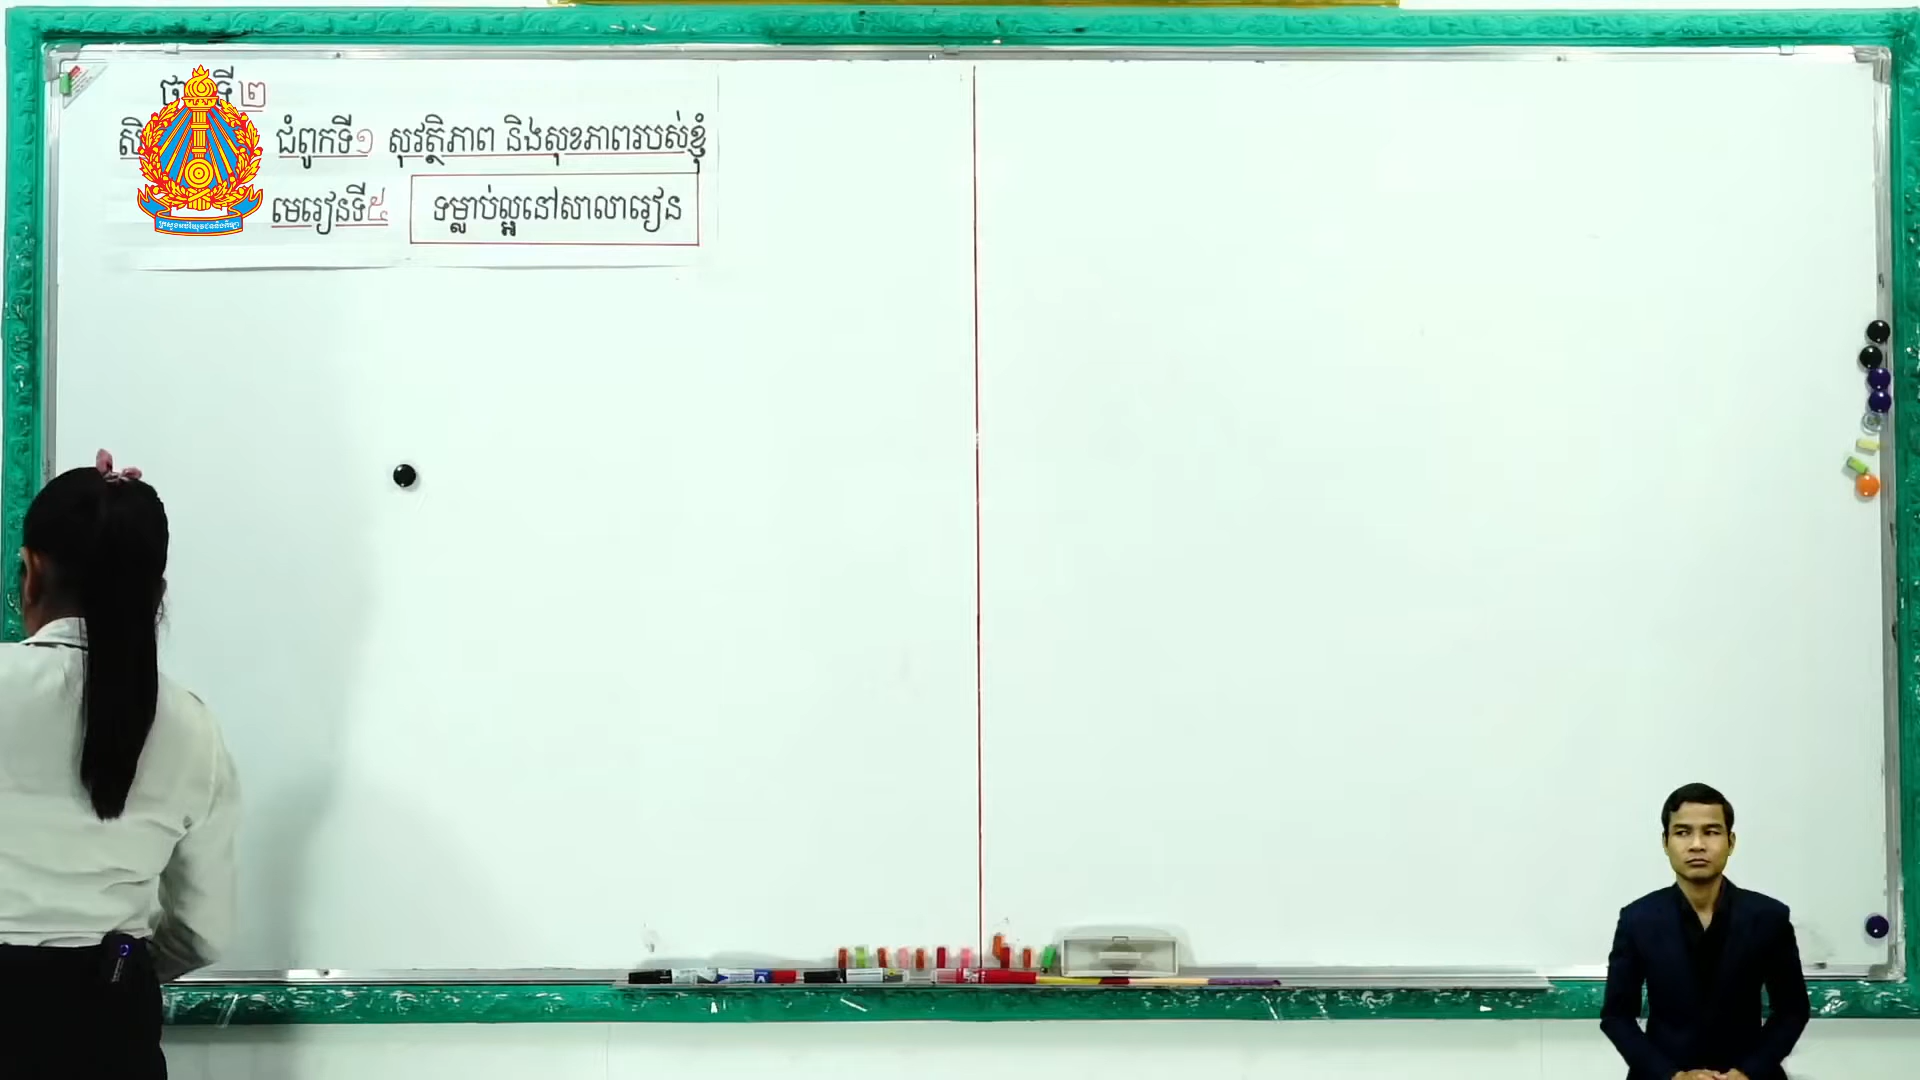 ទី២
ជំពូកទី១ សុវត្ថិភាព និងសុខភាពរបស់ខ្ញុំ
មេរៀនទី៥ ទម្លាប់ល្អនៅសាលារៀន